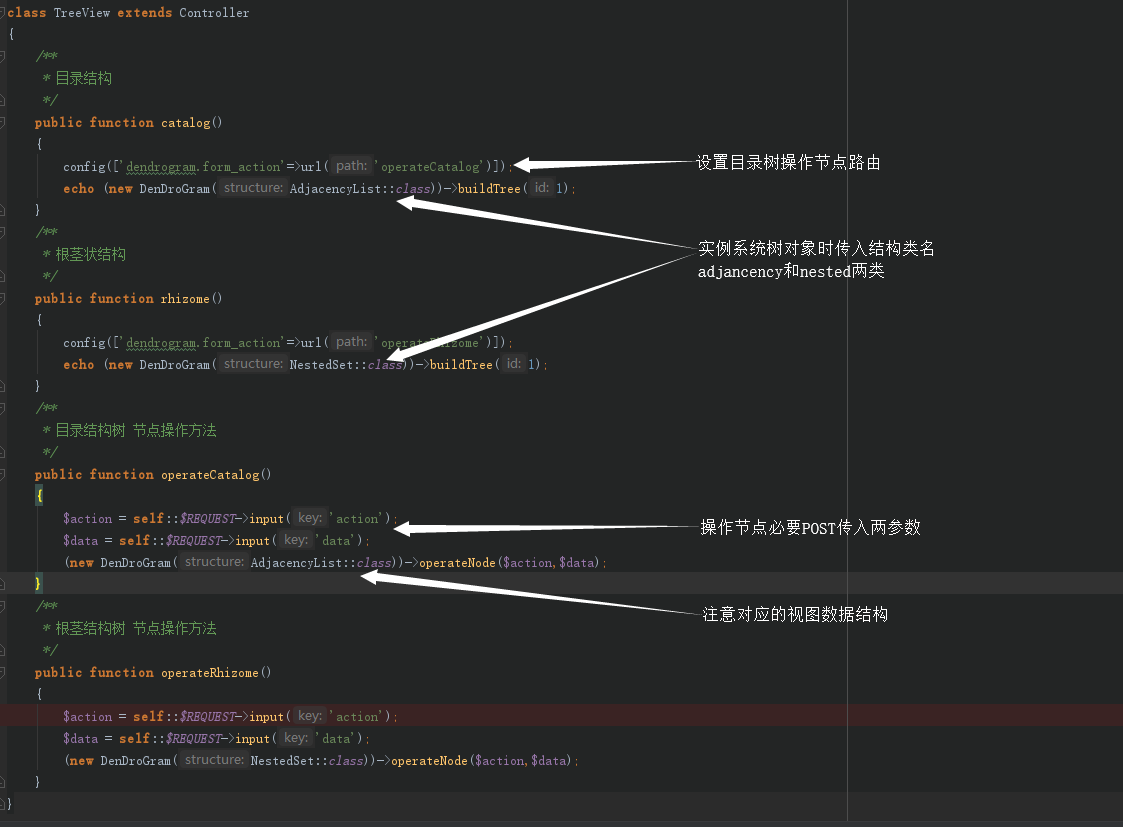 class TreeView extends Controller
{
/**
* 目录结构
*/
public function catalog()
{
config(['dendrogram.form_action'=>url( path: 'operateCatalog')]);
设置目录树操作节点路由
echo (new DenDroGram( structure: AdjacencyList::class))->buildTree( id: 1);
}
/**
* 根茎状结构
实例系统树对象时传入结构类名
adjancency和nested两类
*/
public function rhizome()
{
config(['dendrogram.form_action'=>url( path: 'operateRhizome')]);
echo (new DenDroGram( structure: NestedSet::class))->buildTree( id: 1);
}
/**
* 目录结构树 节点操作方法
*/
public function operateCatalog()
{
$action = self::$REQUEST->input( key: 'action');
操作节点必要POST传入两参数
$data = self::$REQUEST->input( key: 'data');
(new DenDroGram( structure: AdjacencyList::class))->operateNode($action,$data);
}
/**
注意对应的视图数据结构
* 根茎结构树 节点操作方法
*/
public function operateRhizome()
{
$action = self::$REQUEST->input( key: 'action');
$data = self::$REQUEST->input( key: 'data');
(new DenDroGram( structure: NestedSet::class))->operateNode($action,$data);
}
}